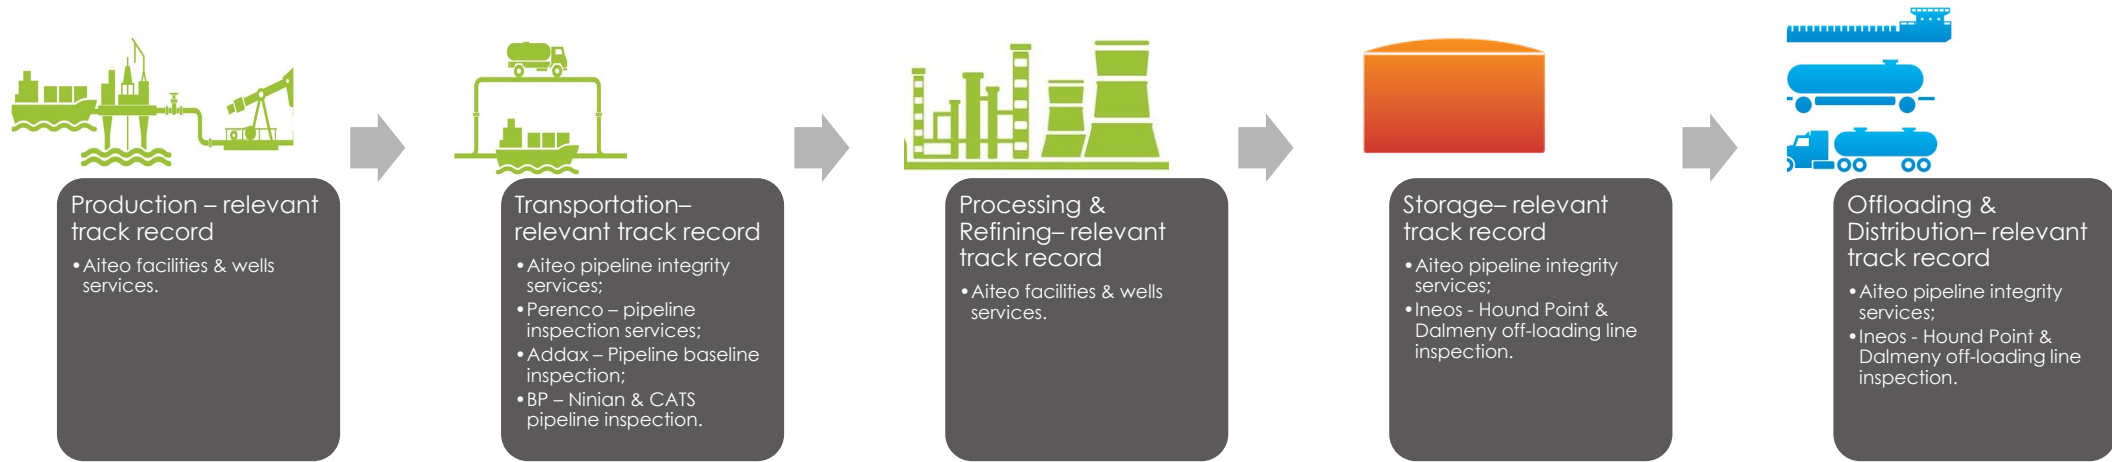 Production – relevant
track record
•Aiteo facilities & wells
services.
Transportation–
relevant track record
•Aiteo pipeline integrity
services;
•Perenco – pipeline
inspection services;
•Addax – Pipeline baseline
inspection;
•BP – Ninian & CATS
pipeline inspection.
Processing &
Refining– relevant
track record
•Aiteo facilities & wells
services.
Storage– relevant
track record
•Aiteo pipeline integrity
services;
•Ineos - Hound Point &
Dalmeny off-loading line
inspection.
Offloading &
Distribution– relevant
track record
•Aiteo pipeline integrity
services;
•Ineos - Hound Point &
Dalmeny off-loading line
inspection.